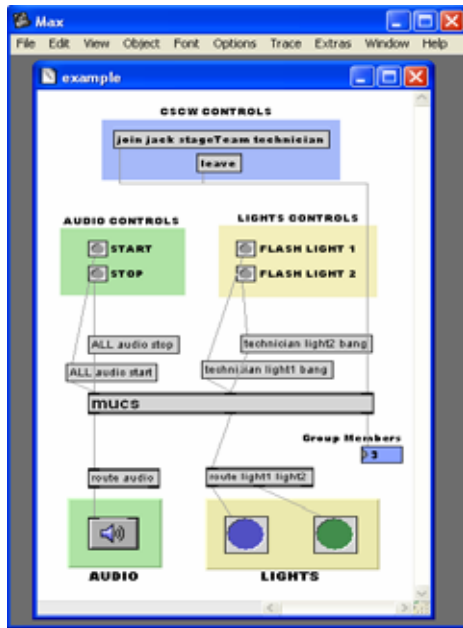 Max
File Edit View Object Font Options Trace Extras Window Help
example
CSCW CONTROLS
join jack stageTeam technician
leave
AUDIO CONTROLS
LIGHTS CONTROLS
START
FLASH LIGHT 1
STOP
FLASH LIGHT 2
ALL audio stop
technician light2 bang
ALL audio start
technician light1 bang
mucs
Group Members
3
route audio
route light1 light2
AUDIO
LIGHTS